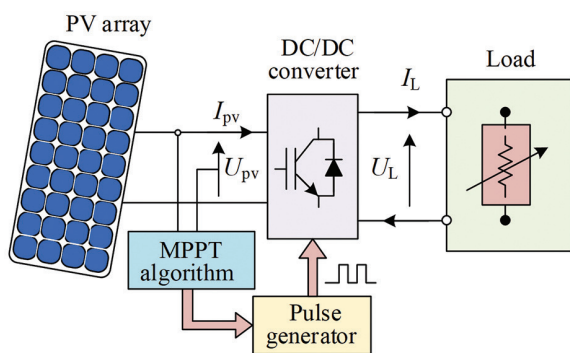 PV array
DC/DC
converter
Load
I_pv
I_L
U_pv
U_L
MPPT
algorithm
Pulse
generator